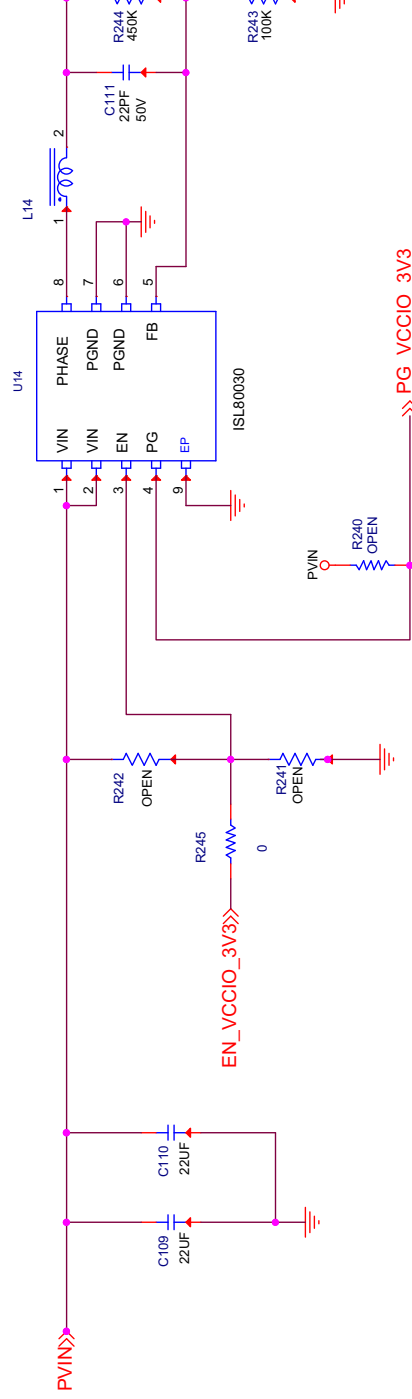 PVIN
C109
22UF
C110
22UF
EN_VCCIO_3V3
R245
0
R242
OPEN
R241
OPEN
PVIN
R240
OPEN
PG_VCCIO_3V3
U14
1
VIN
2
VIN
3
EN
4
PG
9
EP
PHASE
8
PGND
7
PGND
6
FB
5
ISL80030
L14
1
2
C111
22PF
50V
R244
450K
R243
100K